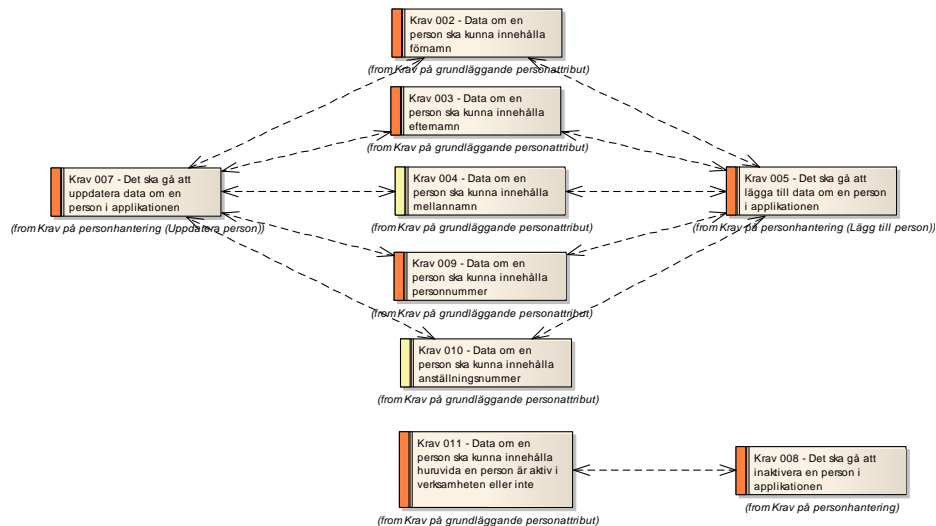 Krav 002 - Data om en
person ska kunna innehålla
förnamn
(from Krav på grundläggande personattribut)
Krav 003 - Data om en
person ska kunna innehålla
efternamn
(from Krav på grundläggande personattribut)
Krav 007 - Det ska gå att
uppdatera data om en
person i applikationen
(from Krav på personhantering (Uppdatera person))
Krav 004 - Data om en
person ska kunna innehålla
mellannamn
(from Krav på grundläggande personattribut)
Krav 005 - Det ska gå att
lägga till data om en person
i applikationen
(from Krav på personhantering (Lägg till person))
Krav 009 - Data om en
person ska kunna innehålla
personnummer
(from Krav på grundläggande personattribut)
Krav 010 - Data om en
person ska kunna innehålla
anställningsnummer
(from Krav på grundläggande personattribut)
Krav 011 - Data om en
person ska kunna innehålla
huruvida en person är aktiv i
verksamheten eller inte
(from Krav på grundläggande personattribut)
Krav 008 - Det ska gå att
inaktivera en person i
applikationen
(from Krav på personhantering)